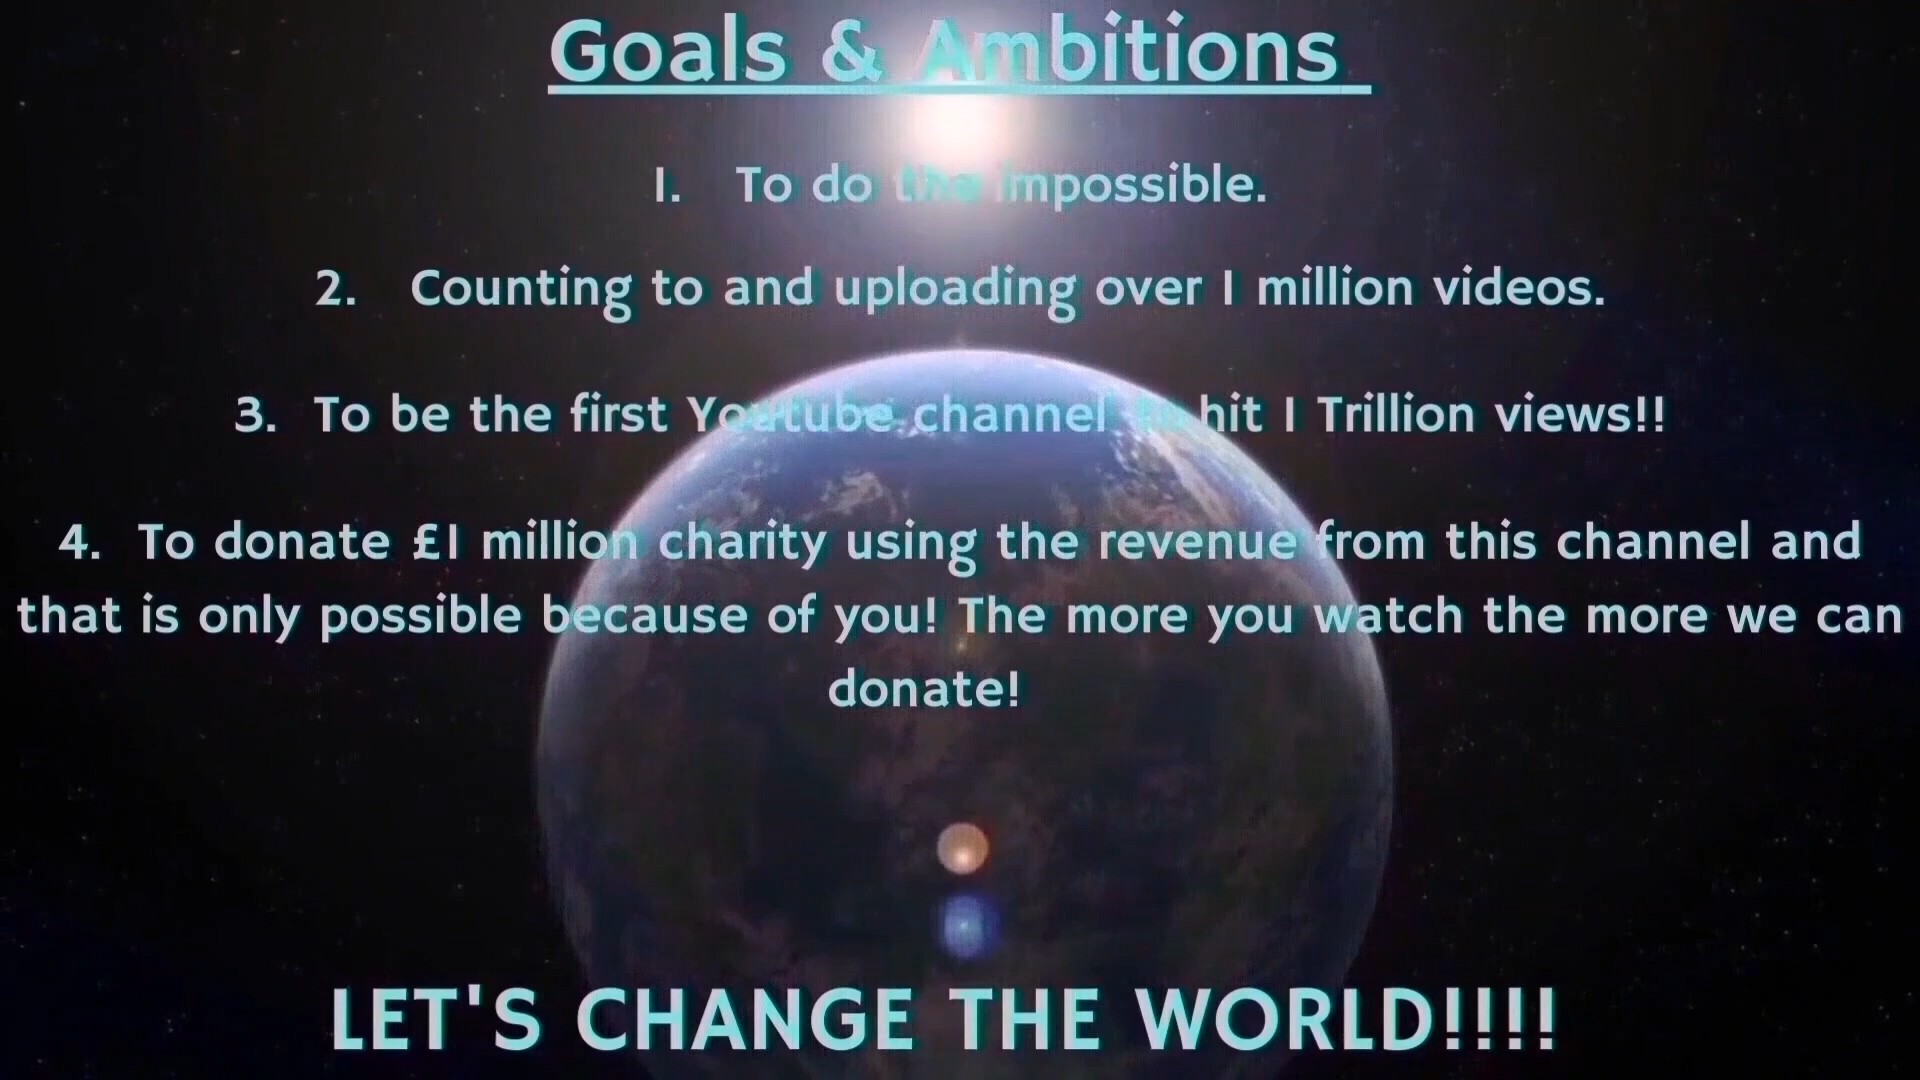 Goals & Ambitions
1. To do the impossible.
2. Counting to and uploading over 1 million videos.
3. To be the first Youtube channel to hit 1 Trillion views!!
4. To donate £1 million charity using the revenue from this channel and
that is only possible because of you! The more you watch the more we can
donate!
LET'S CHANGE THE WORLD!!!!